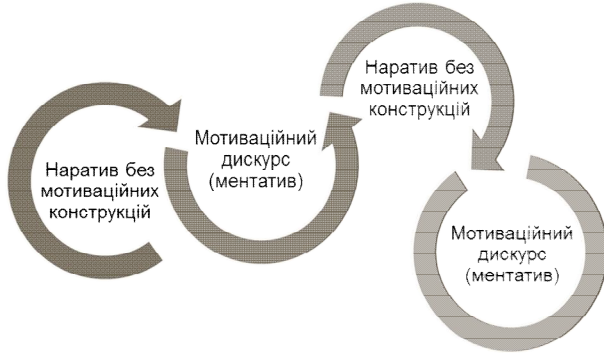 Наратив без
мотиваційних
конструкцій
Мотиваційний
дискурс
(ментатив)
Наратив без
мотиваційних
конструкцій
Мотиваційний
дискурс
(ментатив)